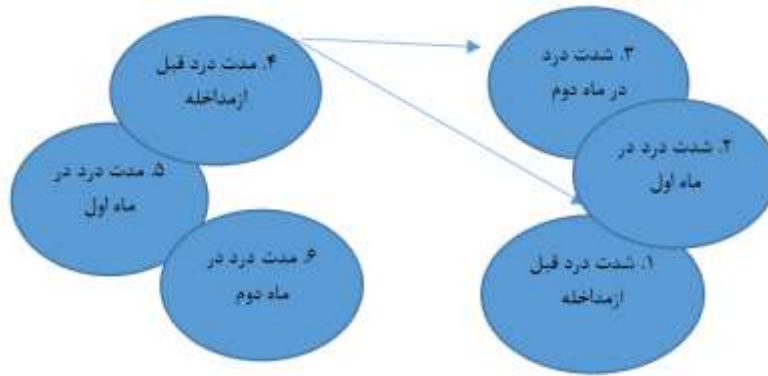 ۳. شدت درد
در ماه دوم
۲. شدت درد در
ماه اول
۱. شدت درد قبل
ازمداخله
۴. مدت درد قبل
ازمداخله
۵. مدت درد در
ماه اول
۶. مدت درد در
ماه دوم